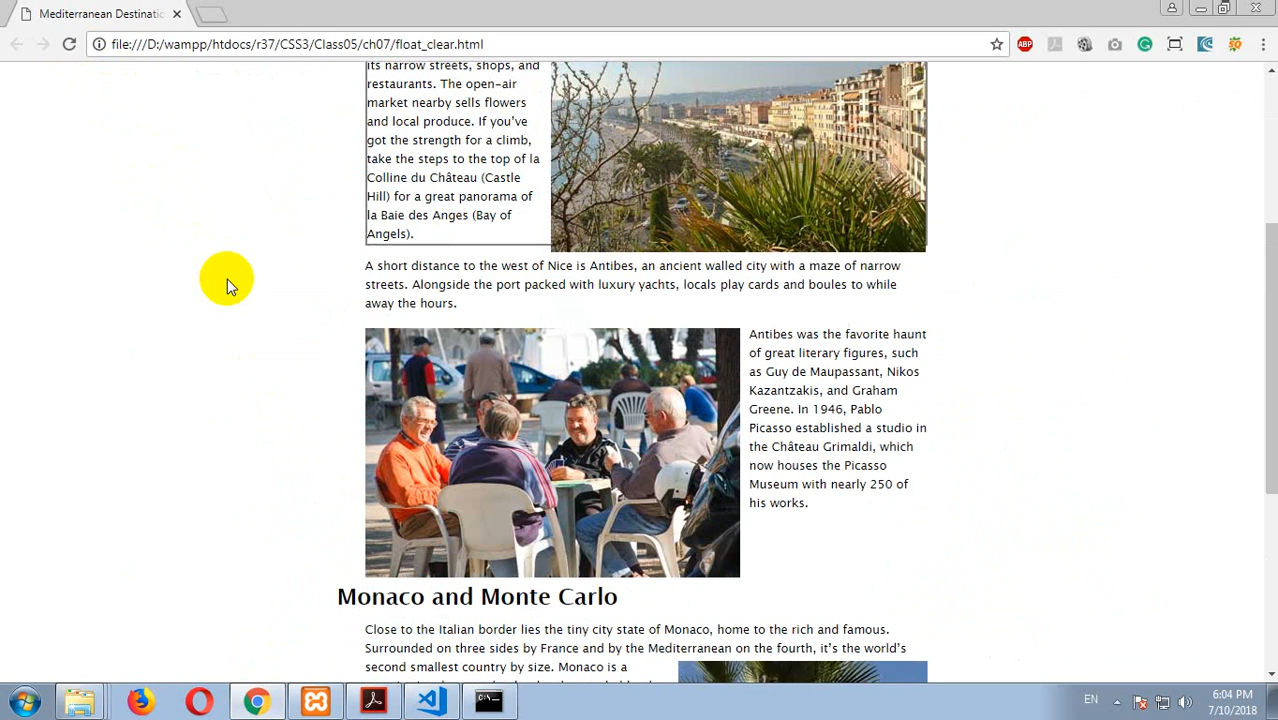 Mediterranean Destinatio
file:///D:/wampp/htdocs/r37/CSS3/Class05/ch07/float_clear.html
ABP
its narrow streets, shops, and
restaurants. The open-air
market nearby sells flowers
and local produce. If you've
got the strength for a climb,
take the steps to the top of la
Colline du Château (Castle
Hill) for a great panorama of
la Baie des Anges (Bay of
Angels).
A short distance to the west of Nice is Antibes, an ancient walled city with a maze of narrow
streets. Alongside the port packed with luxury yachts, locals play cards and boules to while
away the hours.
Antibes was the favorite haunt
of great literary figures, such
as Guy de Maupassant, Nikos
Kazantzakis, and Graham
Greene. In 1946, Pablo
Picasso established a studio in
the Château Grimaldi, which
now houses the Picasso
Museum with nearly 250 of
his works.
Monaco and Monte Carlo
Close to the Italian border lies the tiny city state of Monaco, home to the rich and famous.
Surrounded on three sides by France and by the Mediterranean on the fourth, it's the world's
second smallest country by size. Monaco is a
EN
6:04 PM
7/10/2018